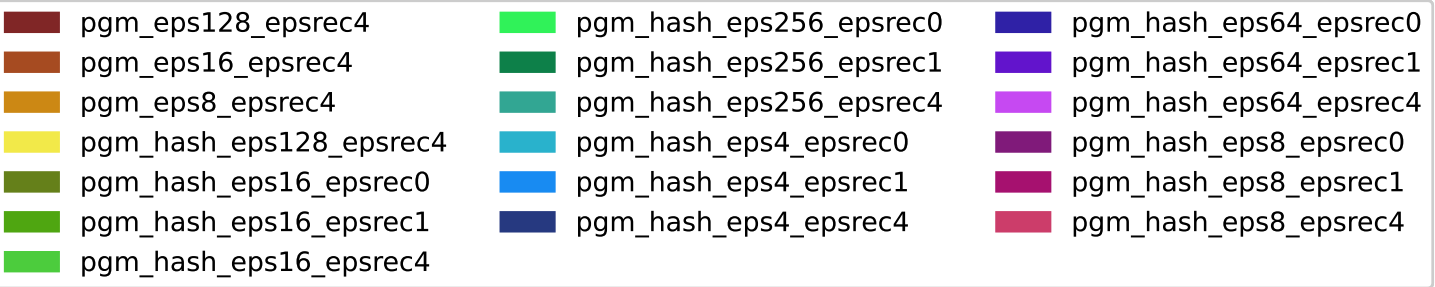 pgm_eps128_epsrec4
pgm_eps16_epsrec4
pgm_eps8_epsrec4
pgm_hash_eps128_epsrec4
pgm_hash_eps16_epsrec0
pgm_hash_eps16_epsrec1
pgm_hash_eps16_epsrec4
pgm_hash_eps256_epsrec0
pgm_hash_eps256_epsrec1
pgm_hash_eps256_epsrec4
pgm_hash_eps4_epsrec0
pgm_hash_eps4_epsrec1
pgm_hash_eps4_epsrec4
pgm_hash_eps64_epsrec0
pgm_hash_eps64_epsrec1
pgm_hash_eps64_epsrec4
pgm_hash_eps8_epsrec0
pgm_hash_eps8_epsrec1
pgm_hash_eps8_epsrec4